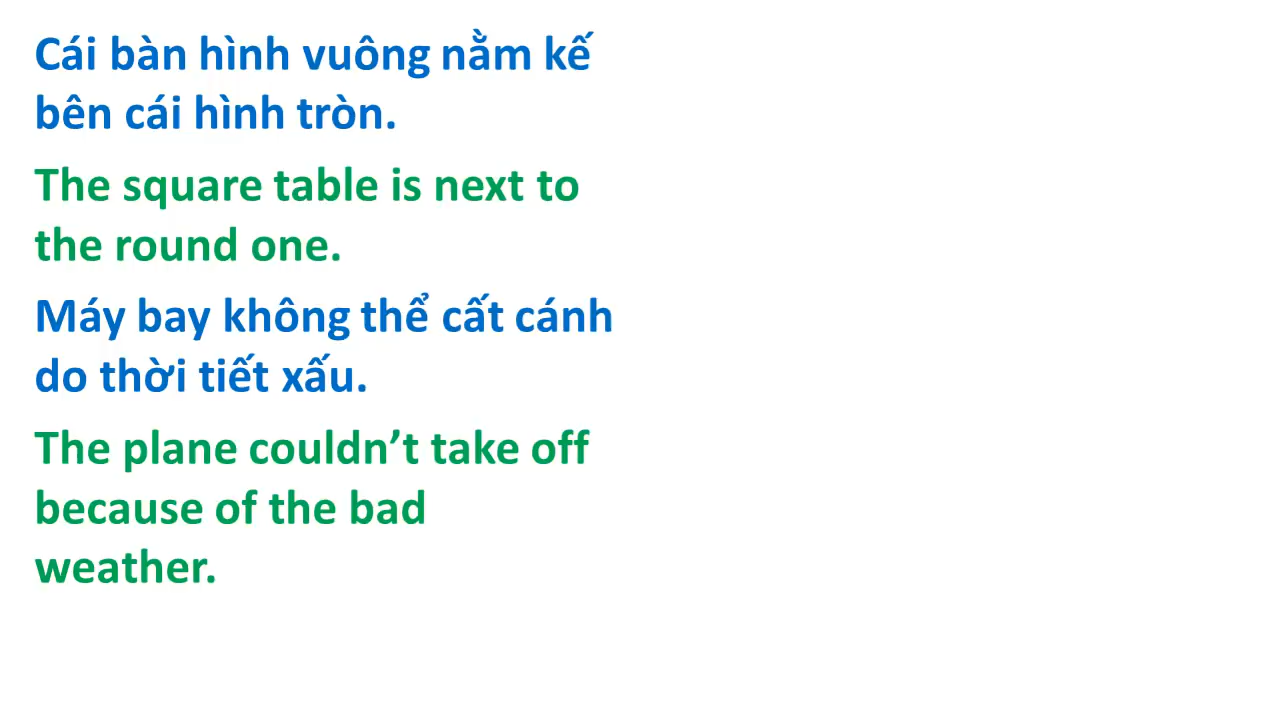 Cái bàn hình vuông nằm kế
bên cái hình tròn.
The square table is next to
the round one.
Máy bay không thể cất cánh
do thời tiết xấu.
The plane couldn’t take off
because of the bad
weather.